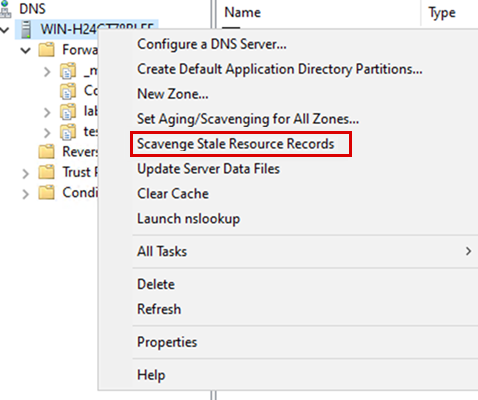 DNS
Name
Type
WIN-H24CT78BLF5
Forwa
_m
Co
lab
tes
Revers
Trust P
Condi
Configure a DNS Server...
Create Default Application Directory Partitions...
New Zone...
Set Aging/Scavenging for All Zones...
Scavenge Stale Resource Records
Update Server Data Files
Clear Cache
Launch nslookup
All Tasks
Delete
Refresh
Properties
Help